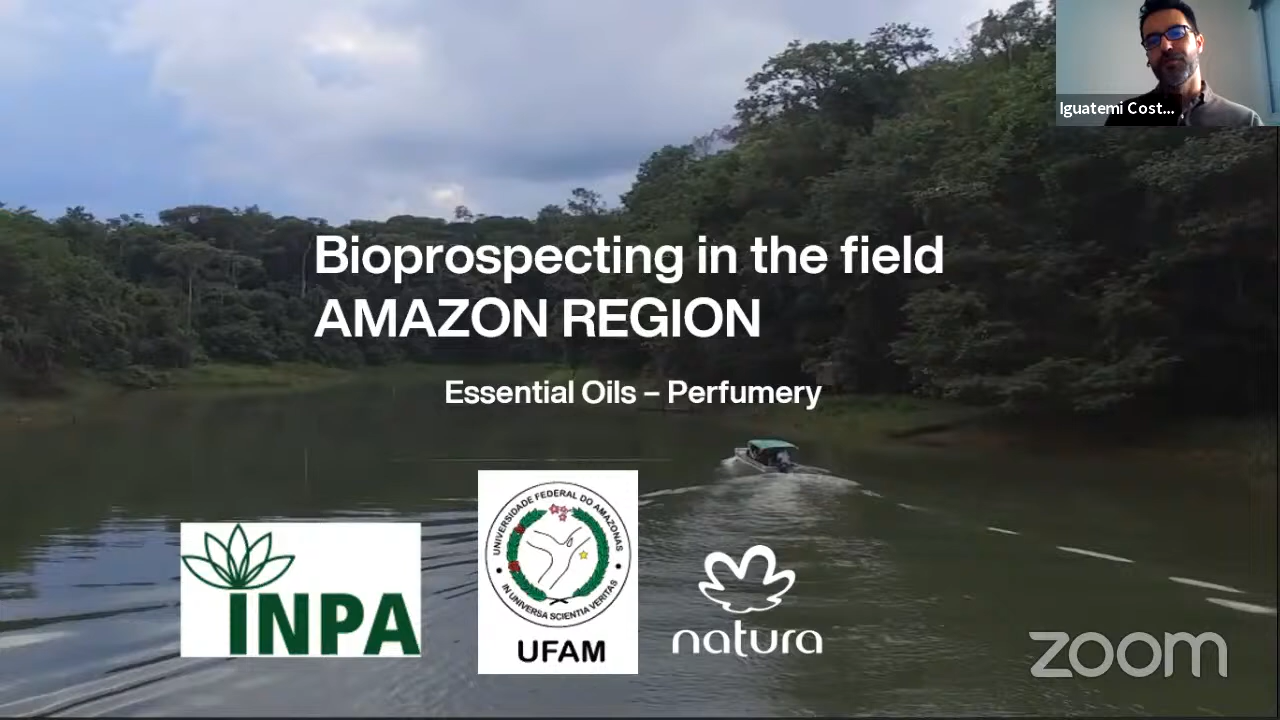 Iguatemi Cost...
Bioprospecting in the field
AMAZON REGION
Essential Oils – Perfumery
INPA
UNIVERSIDADE FEDERAL DO AMAZONAS
IN UNIVERSA SCIENTIA VERITAS
UFAM
natura
zoom